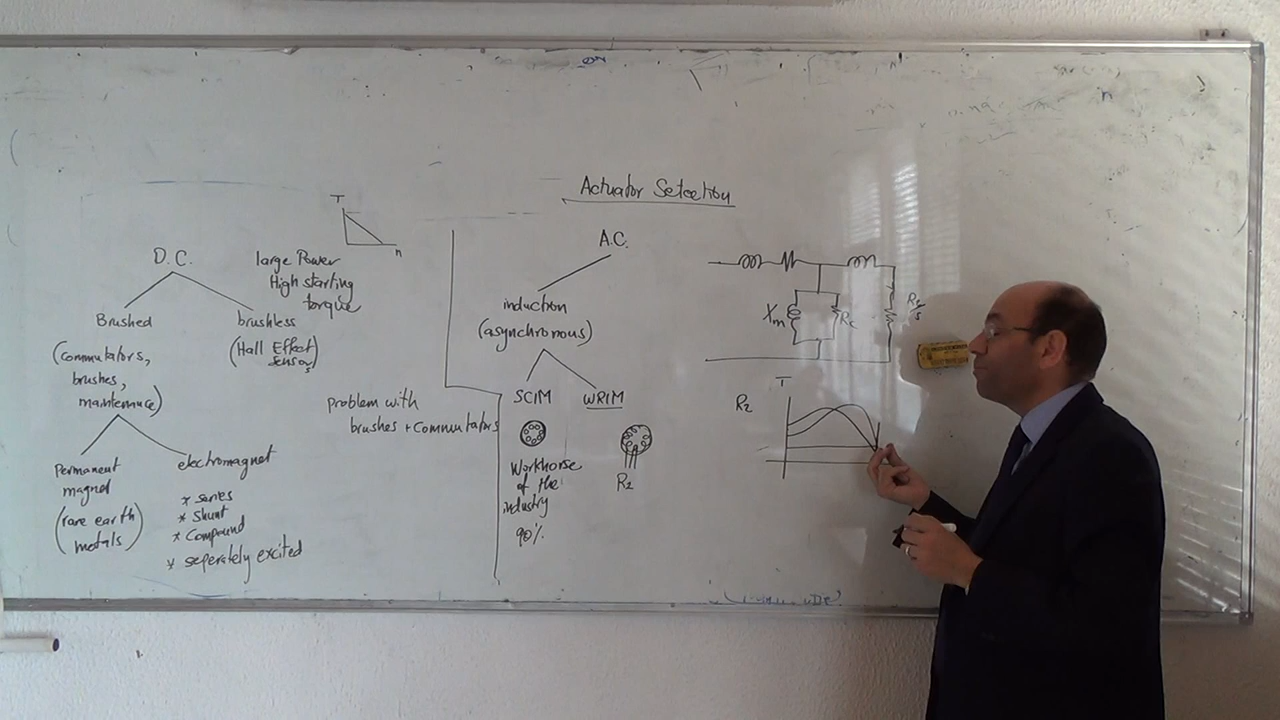 Actuator Selection
T
n
D.C.
large Power
High starting
torque
Brushed
brushless
(commutators,
brushes,
maintenance)
(Hall Effect
Sensors)
Permanent
magnet
(rare earth
metals)
electromagnet
* series
* Shunt
* Compound
* seperately excited
problem with
brushes + Commutators
A.C.
induction
(asynchronous)
SCIM
WRIM
Workhorse
of the
industry
90%
R2
Xm
Rc
T
R2